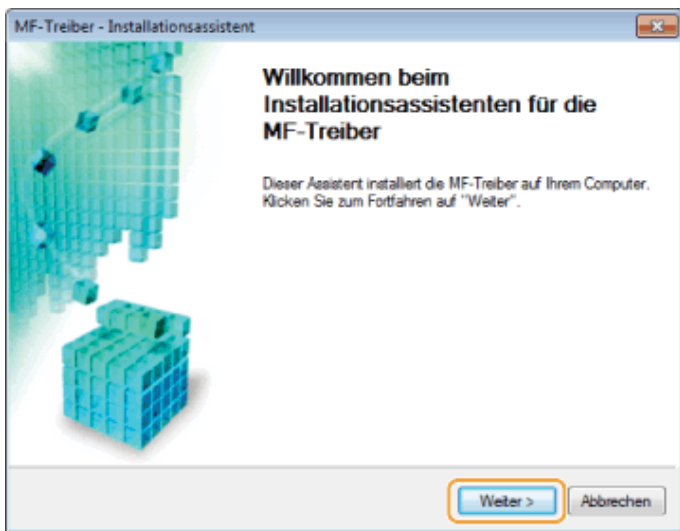 MF-Treiber - Installationsassistent
Willkommen beim
Installationsassistenten für die
MF-Treiber
Dieser Assistent installiert die MF-Treiber auf Ihrem Computer.
Klicken Sie zum Fortfahren auf "Weiter".
Weiter >
Abbrechen